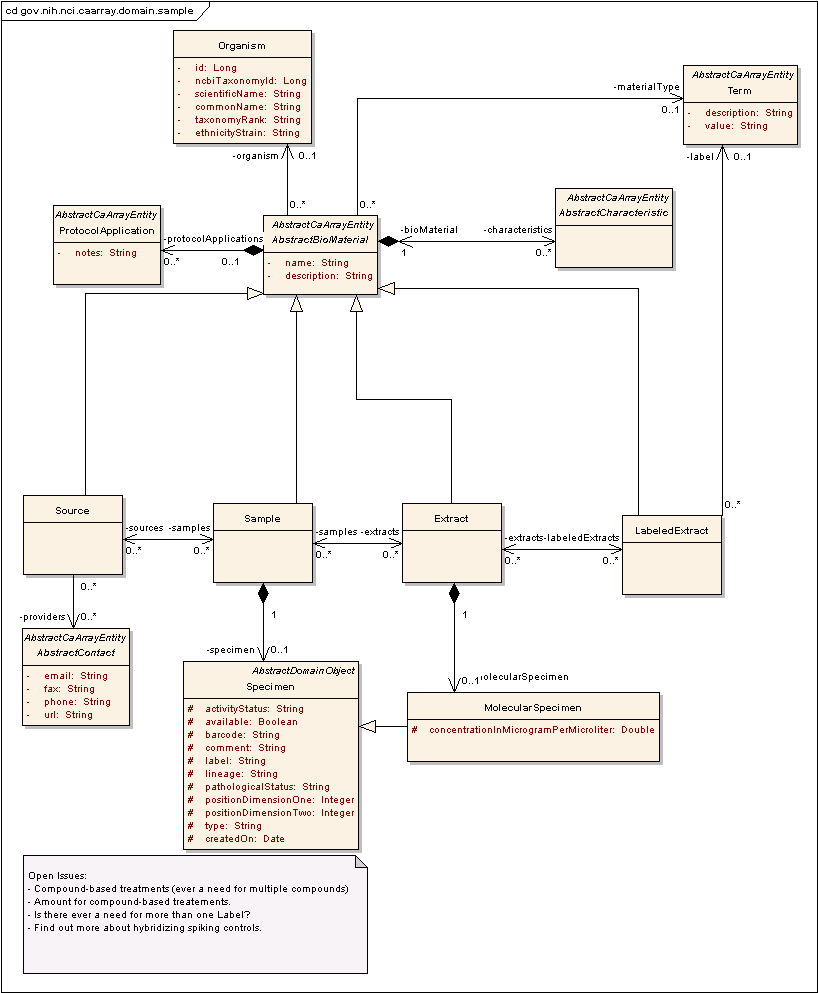 cd gov.nih.nci.caarray.domain.sample
Organism
- id: Long
- ncbiTaxonomyId: Long
- scientificName: String
- commonName: String
- taxonomyRank: String
- ethnicityStrain: String
-materialType
0..1
AbstractCaArrayEntity
Term
- description: String
- value: String
-organism
0..1
-label
0..1
0..*
0..*
AbstractCaArrayEntity
ProtocolApplication
- notes: String
-protocolApplications
0..*
0..1
AbstractCaArrayEntity
AbstractBioMaterial
- name: String
- description: String
-bioMaterial
1
-characteristics
0..*
AbstractCaArrayEntity
AbstractCharacteristic
Source
-sources
0..*
-samples
0..*
Sample
-samples
0..*
-extracts
0..*
Extract
-extracts
0..*
-labeledExtracts
0..*
0..*
LabeledExtract
0..*
-providers
0..*
AbstractCaArrayEntity
AbstractContact
- email: String
- fax: String
- phone: String
- url: String
1
-specimen
0..1
AbstractDomainObject
Specimen
# activityStatus: String
# available: Boolean
# barcode: String
# comment: String
# label: String
# lineage: String
# pathologicalStatus: String
# positionDimensionOne: Integer
# positionDimensionTwo: Integer
# type: String
# createdOn: Date
1
0..1
olecularSpecimen
MolecularSpecimen
# concentrationInMicrogramPerMicroliter: Double
Open Issues:
- Compound-based treatments (ever a need for multiple compounds)
- Amount for compound-based treatements.
- Is there ever a need for more than one Label?
- Find out more about hybridizing spiking controls.